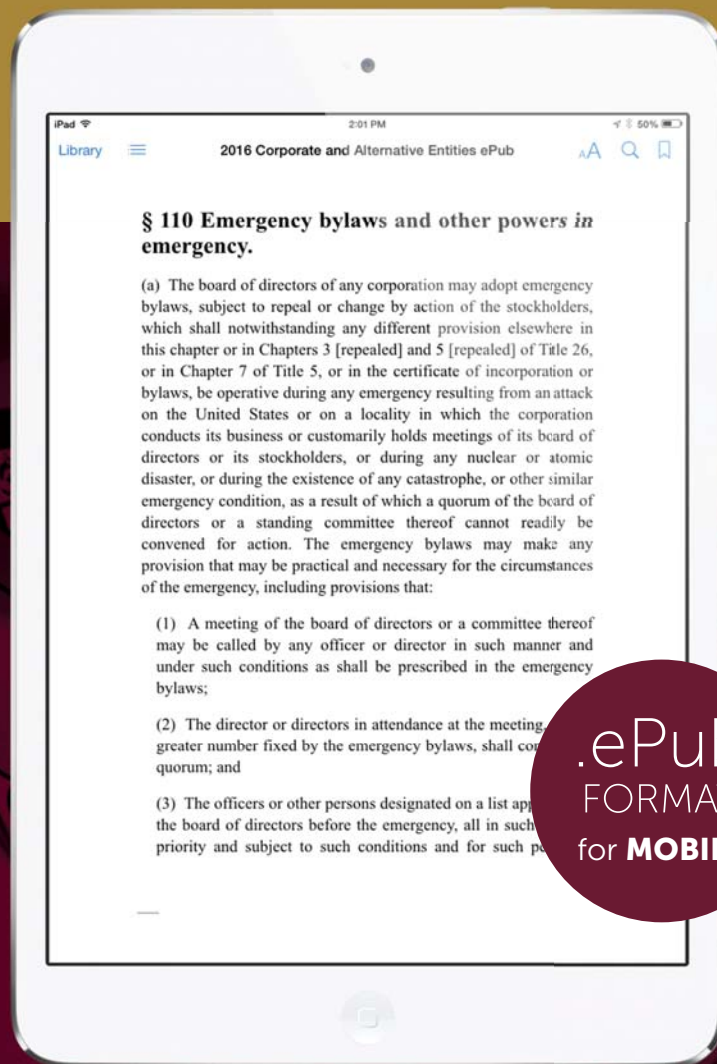 iPad 2:01 PM 50%
Library 2016 Corporate and Alternative Entities ePub AA
§ 110 Emergency bylaws and other powers in
emergency.
(a) The board of directors of any corporation may adopt emergency
bylaws, subject to repeal or change by action of the stockholders,
which shall notwithstanding any different provision elsewhere in
this chapter or in Chapters 3 [repealed] and 5 [repealed] of Title 26,
or in Chapter 7 of Title 5, or in the certificate of incorporation or
bylaws, be operative during any emergency resulting from an attack
on the United States or on a locality in which the corporation
conducts its business or customarily holds meetings of its board of
directors or its stockholders, or during any nuclear or atomic
disaster, or during the existence of any catastrophe, or other similar
emergency condition, as a result of which a quorum of the board of
directors or a standing committee thereof cannot readily be
convened for action. The emergency bylaws may make any
provision that may be practical and necessary for the circumstances
of the emergency, including provisions that:
(1) A meeting of the board of directors or a committee thereof
may be called by any officer or director in such manner and
under such conditions as shall be prescribed in the emergency
bylaws;
(2) The director or directors in attendance at the meeting,
greater number fixed by the emergency bylaws, shall
quorum; and
(3) The officers or other persons designated on a list
the board of directors before the emergency, all in such
priority and subject to such conditions and for such
.ePub
FORMA
for MOBI